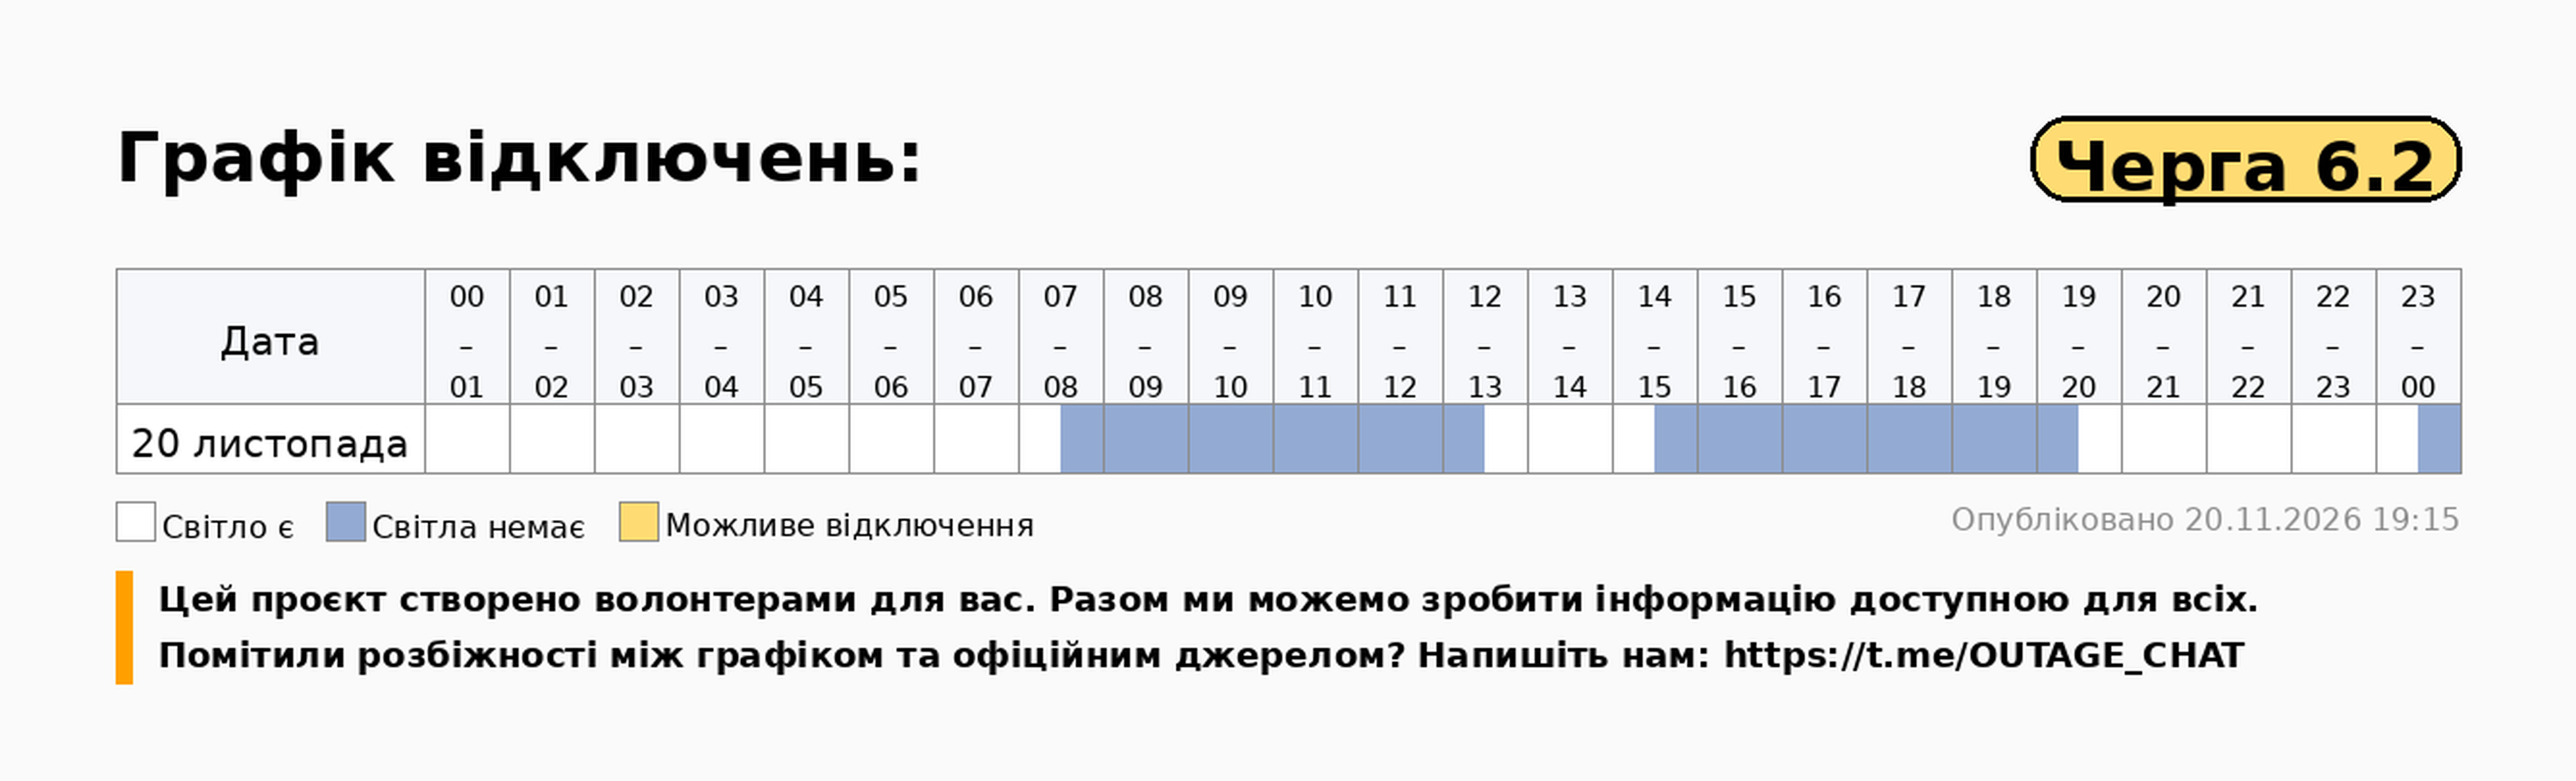 Графік відключень:
Черга 6.2
Дата
00 – 01
01 – 02
02 – 03
03 – 04
04 – 05
05 – 06
06 – 07
07 – 08
08 – 09
09 – 10
10 – 11
11 – 12
12 – 13
13 – 14
14 – 15
15 – 16
16 – 17
17 – 18
18 – 19
19 – 20
20 – 21
21 – 22
22 – 23
23 – 00
20 листопада
Світло є
Світла немає
Можливе відключення
Опубліковано 20.11.2026 19:15
Цей проєкт створено волонтерами для вас. Разом ми можемо зробити інформацію доступною для всіх.
Помітили розбіжності між графіком та офіційним джерелом? Напишіть нам: https://t.me/OUTAGE_CHAT